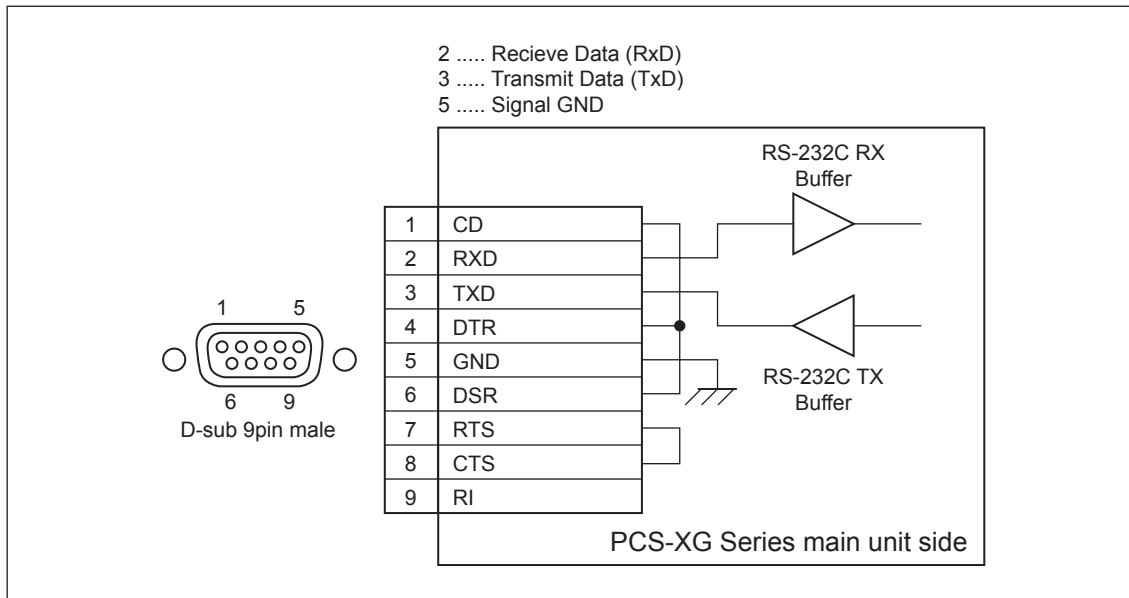 2 ..... Recieve Data (RxD)
3 ..... Transmit Data (TxD)
5 ..... Signal GND
RS-232C RX
Buffer
1 CD
2 RXD
3 TXD
4 DTR
5 GND
6 DSR
7 RTS
8 CTS
9 RI
RS-232C TX
Buffer
1 5
6 9
D-sub 9pin male
PCS-XG Series main unit side